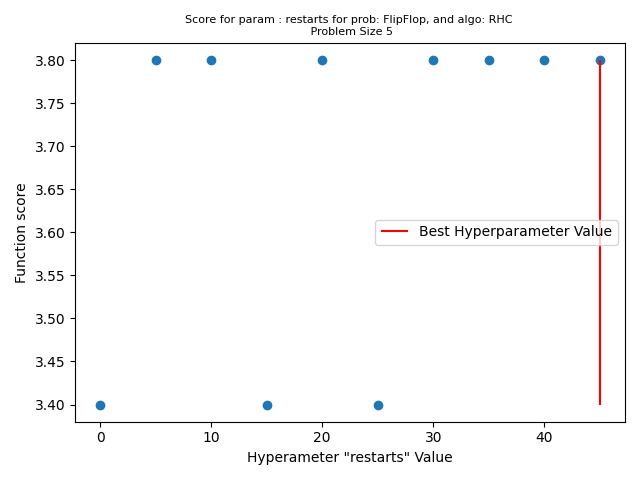 Score for param : restarts for prob: FlipFlop, and algo: RHC
Problem Size 5
3.80
3.75
3.70
3.65
3.60
3.55
3.50
3.45
3.40
Function score
Best Hyperparameter Value
0 10 20 30 40
Hyperameter "restarts" Value